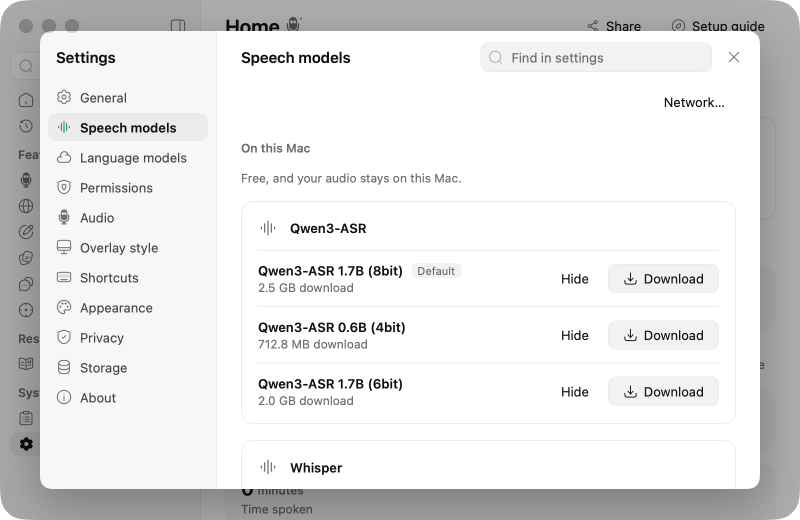 Home
Share
Setup guide
Settings
Speech models
Find in settings
General
Speech models
Language models
Permissions
Audio
Overlay style
Shortcuts
Appearance
Privacy
Storage
About
Network...
On this Mac
Free, and your audio stays on this Mac.
Qwen3-ASR
Qwen3-ASR 1.7B (8bit) Default
2.5 GB download
Hide
Download
Qwen3-ASR 0.6B (4bit)
712.8 MB download
Hide
Download
Qwen3-ASR 1.7B (6bit)
2.0 GB download
Hide
Download
Whisper
0 minutes
Time spoken